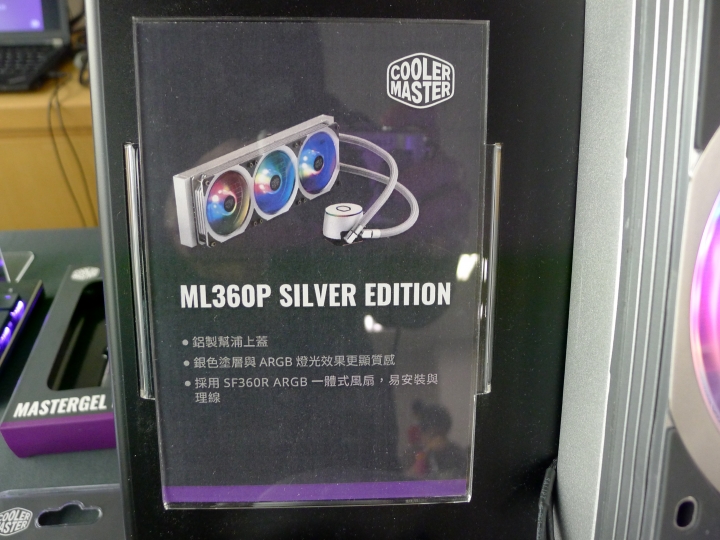 COOLER
MASTER
ML360P SILVER EDITION
• 鋁製幫浦上蓋
• 銀色塗層與 ARGB 燈光效果更顯質感
• 採用 SF360R ARGB 一體式風扇，易安裝與
理線
MASTERGEL
COOLER
MASTER